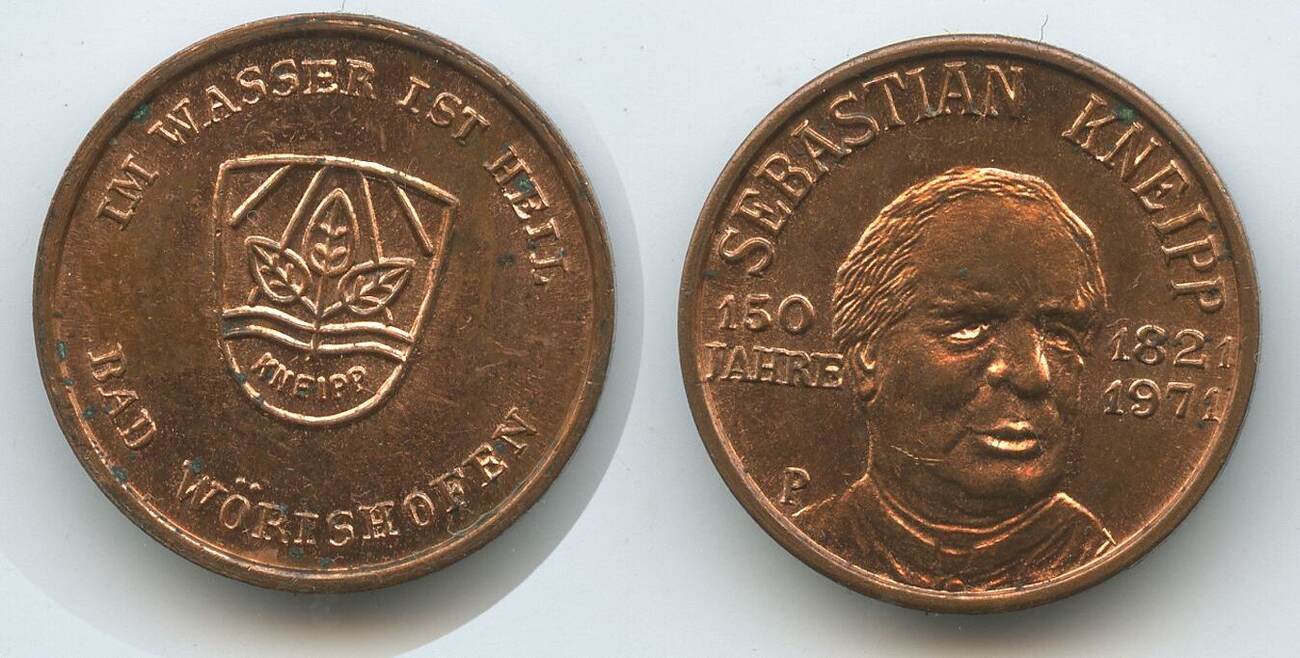 IM WASSER IST HEIL
KNEIPP
BAD WÖRISHOFEN
SEBASTIAN KNEIPP
150
JAHRE
1821
1971
P